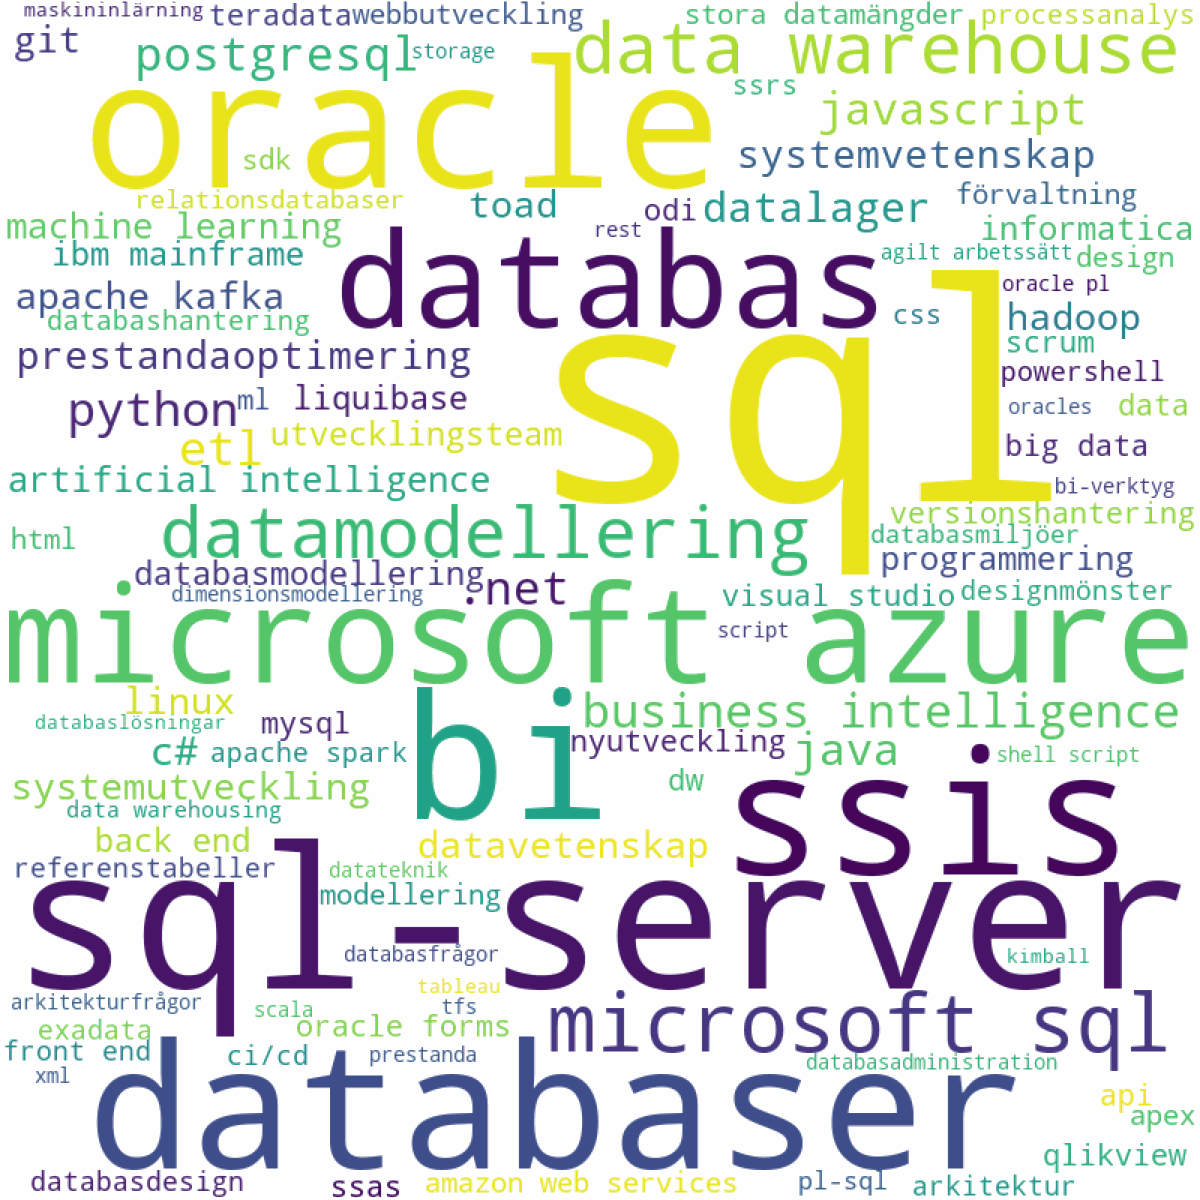 maskininlärning
teradata
webbutveckling
stora datamängder
processanalys
git
postgresql
storage
data warehouse
oracle
ssrs
javascript
sdk
systemvetenskap
relationsdatabaser
toad
odi
datalager
förvaltning
machine learning
rest
informatica
ibm mainframe
databas
agilt arbetssätt
design
apache kafka
oracle pl
databashantering
css
hadoop
prestandaoptimering
sql
scrum
powershell
python
ml
liquibase
oracles
data
etl
utvecklingsteam
big data
artificial intelligence
bi-verktyg
html
datamodellering
versionshantering
databasmiljöer
databasmodellering
.net
programmering
dimensionsmodellering
visual studio
designmönster
microsoft azure
script
linux
bi
business intelligence
databaslösningar
mysql
c#
apache spark
nyutveckling
java
shell script
systemutveckling
dw
ssis
data warehousing
back end
datavetenskap
referenstabeller
datateknik
modellering
sql-server
databasfrågor
kimball
arkitekturfrågor
tableau
scala
tfs
exadata
oracle forms
microsoft sql
front end
ci/cd
prestanda
databasadministration
xml
databaser
api
apex
qlikview
databasdesign
ssas
amazon web services
pl-sql
arkitektur